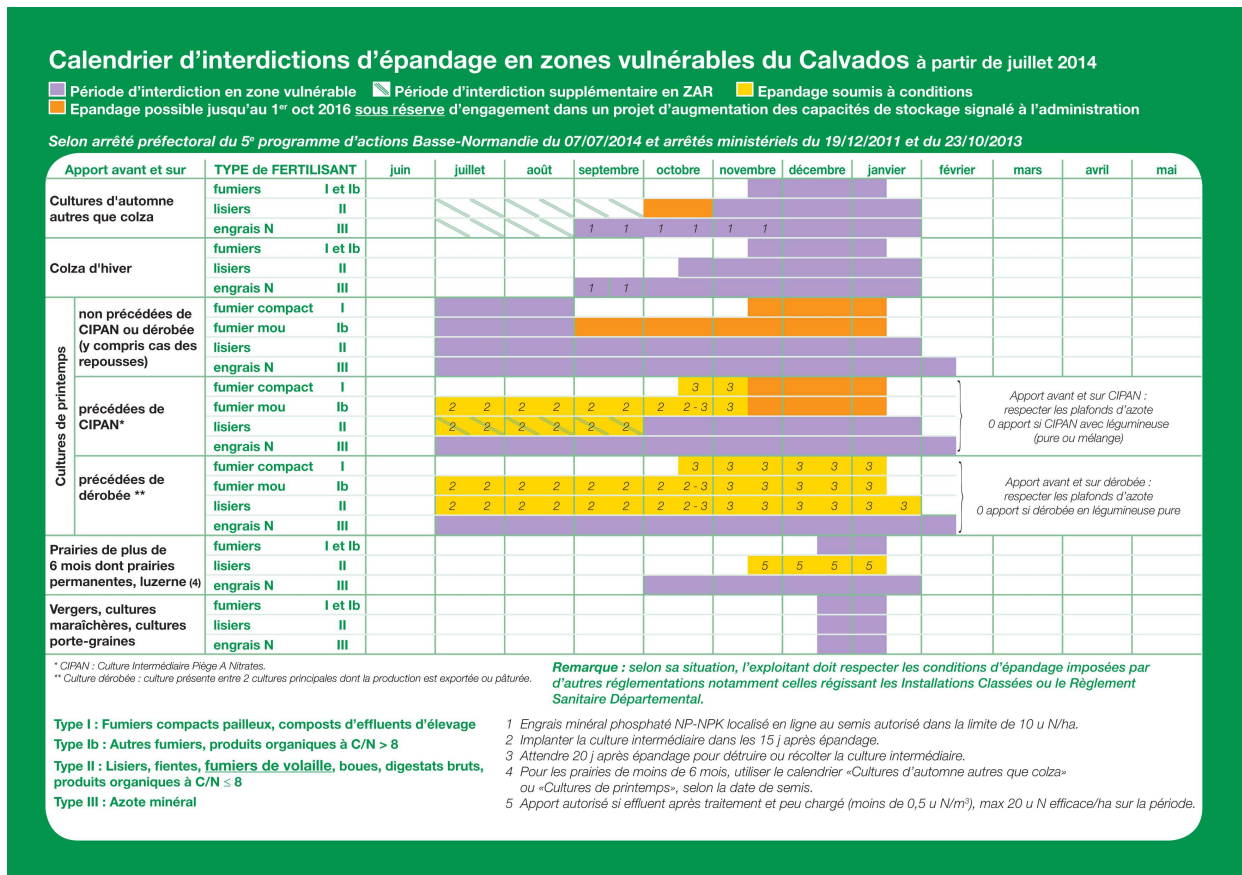 Calendrier d'interdictions d'épandage en zones vulnérables du Calvados à partir de juillet 2014
Période d'interdiction en zone vulnérable Période d'interdiction supplémentaire en ZAR Epandage soumis à conditions
Epandage possible jusqu'au 1er oct 2016 sous réserve d'engagement dans un projet d'augmentation des capacités de stockage signalé à l'administration
Selon arrêté préfectoral du 5e programme d'actions Basse-Normandie du 07/07/2014 et arrêtés ministériels du 19/12/2011 et du 23/10/2013
Apport avant et sur TYPE de FERTILISANT juin juillet août septembre octobre novembre décembre janvier février mars avril mai
Cultures d'automne
autres que colza
fumiers I et Ib
lisiers II
engrais N III 1 1 1 1 1 1
Colza d'hiver
fumiers I et Ib
lisiers II
engrais N III 1 1
Cultures de printemps
non précédées de
CIPAN ou dérobée
(y compris cas des
repousses)
fumier compact I
fumier mou Ib
lisiers II
engrais N III
précédées de
CIPAN*
fumier compact I 3 3
fumier mou Ib 2 2 2 2 2 2 2 2 - 3 3
lisiers II 2 2 2 2 2 2
engrais N III
Apport avant et sur CIPAN :
respecter les plafonds d'azote
0 apport si CIPAN avec légumineuse
(pure ou mélange)
précédées de
dérobée **
fumier compact I 3 3 3 3 3 3
fumier mou Ib 2 2 2 2 2 2 2 2 - 3 3 3 3 3 3
lisiers II 2 2 2 2 2 2 2 2 - 3 3 3 3 3 3 3
engrais N III
Apport avant et sur dérobée :
respecter les plafonds d'azote
0 apport si dérobée en légumineuse pure
Prairies de plus de
6 mois dont prairies
permanentes, luzerne (4)
fumiers I et Ib
lisiers II 5 5 5 5
engrais N III
Vergers, cultures
maraîchères, cultures
porte-graines
fumiers I et Ib
lisiers II
engrais N III
* CIPAN : Culture Intermédiaire Piège A Nitrates.
** Culture dérobée : culture présente entre 2 cultures principales dont la production est exportée ou pâturée.
Remarque : selon sa situation, l'exploitant doit respecter les conditions d'épandage imposées par
d'autres réglementations notamment celles régissant les Installations Classées ou le Règlement
Sanitaire Départemental.
Type I : Fumiers compacts pailleux, composts d'effluents d'élevage
Type Ib : Autres fumiers, produits organiques à C/N > 8
Type II : Lisiers, fientes, fumiers de volaille, boues, digestats bruts,
produits organiques à C/N ≤ 8
Type III : Azote minéral
1 Engrais minéral phosphaté NP-NPK localisé en ligne au semis autorisé dans la limite de 10 u N/ha.
2 Implanter la culture intermédiaire dans les 15 j après épandage.
3 Attendre 20 j après épandage pour détruire ou récolter la culture intermédiaire.
4 Pour les prairies de moins de 6 mois, utiliser le calendrier «Cultures d'automne autres que colza»
ou «Cultures de printemps», selon la date de semis.
5 Apport autorisé si effluent après traitement et peu chargé (moins de 0,5 u N/m³), max 20 u N efficace/ha sur la période.